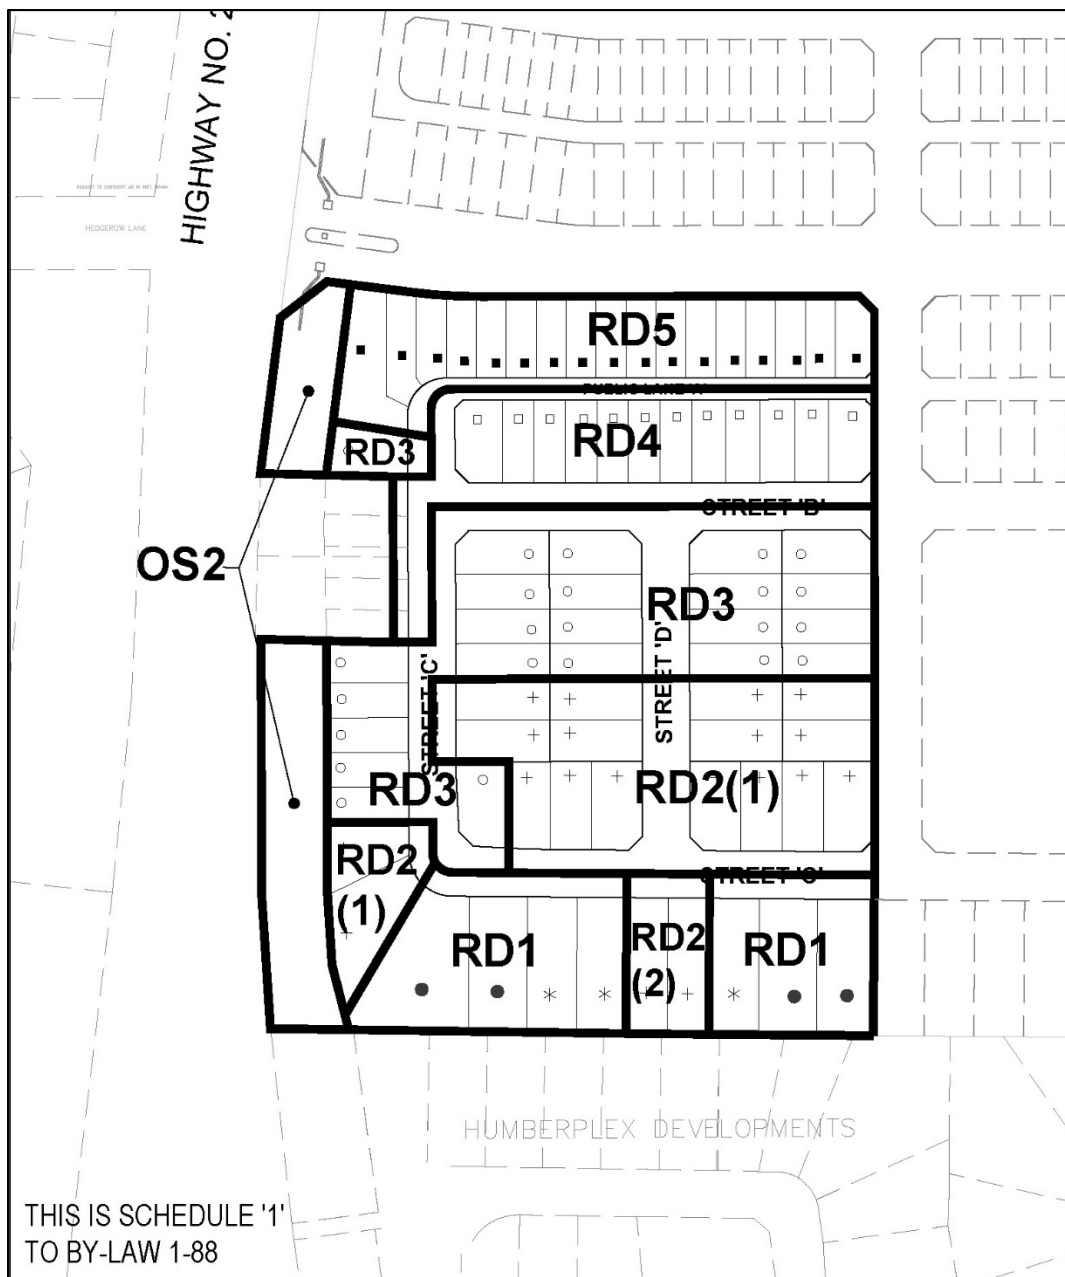 HIGHWAY NO. 2
HEDGEROW LANE
RD5
PUBLIC LANE 'A'
RD4
RD3
STREET 'B'
OS2
RD3
STREET 'D'
STREET 'C'
RD3
RD2(1)
RD2
(1)
STREET 'C'
RD1
RD2
(2)
RD1
HUMBERPLEX DEVELOPMENTS
THIS IS SCHEDULE '1'
TO BY-LAW 1-88